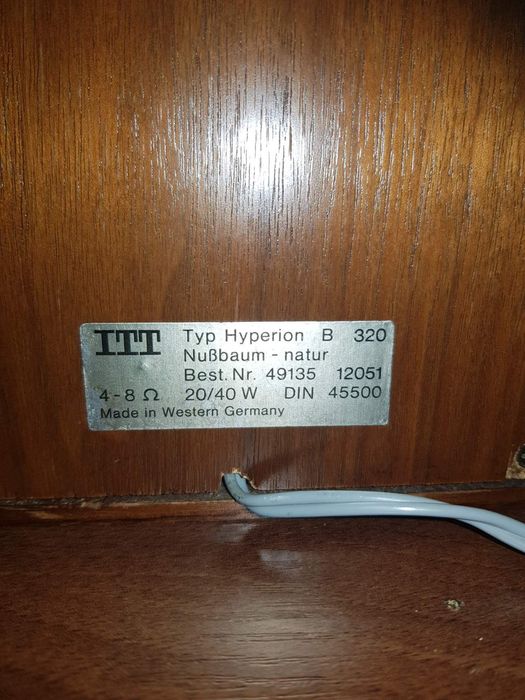 ITT Typ Hyperion B 320
Nußbaum - natur
Best. Nr. 49135 12051
4-8 Ω 20/40 W DIN 45500
Made in Western Germany